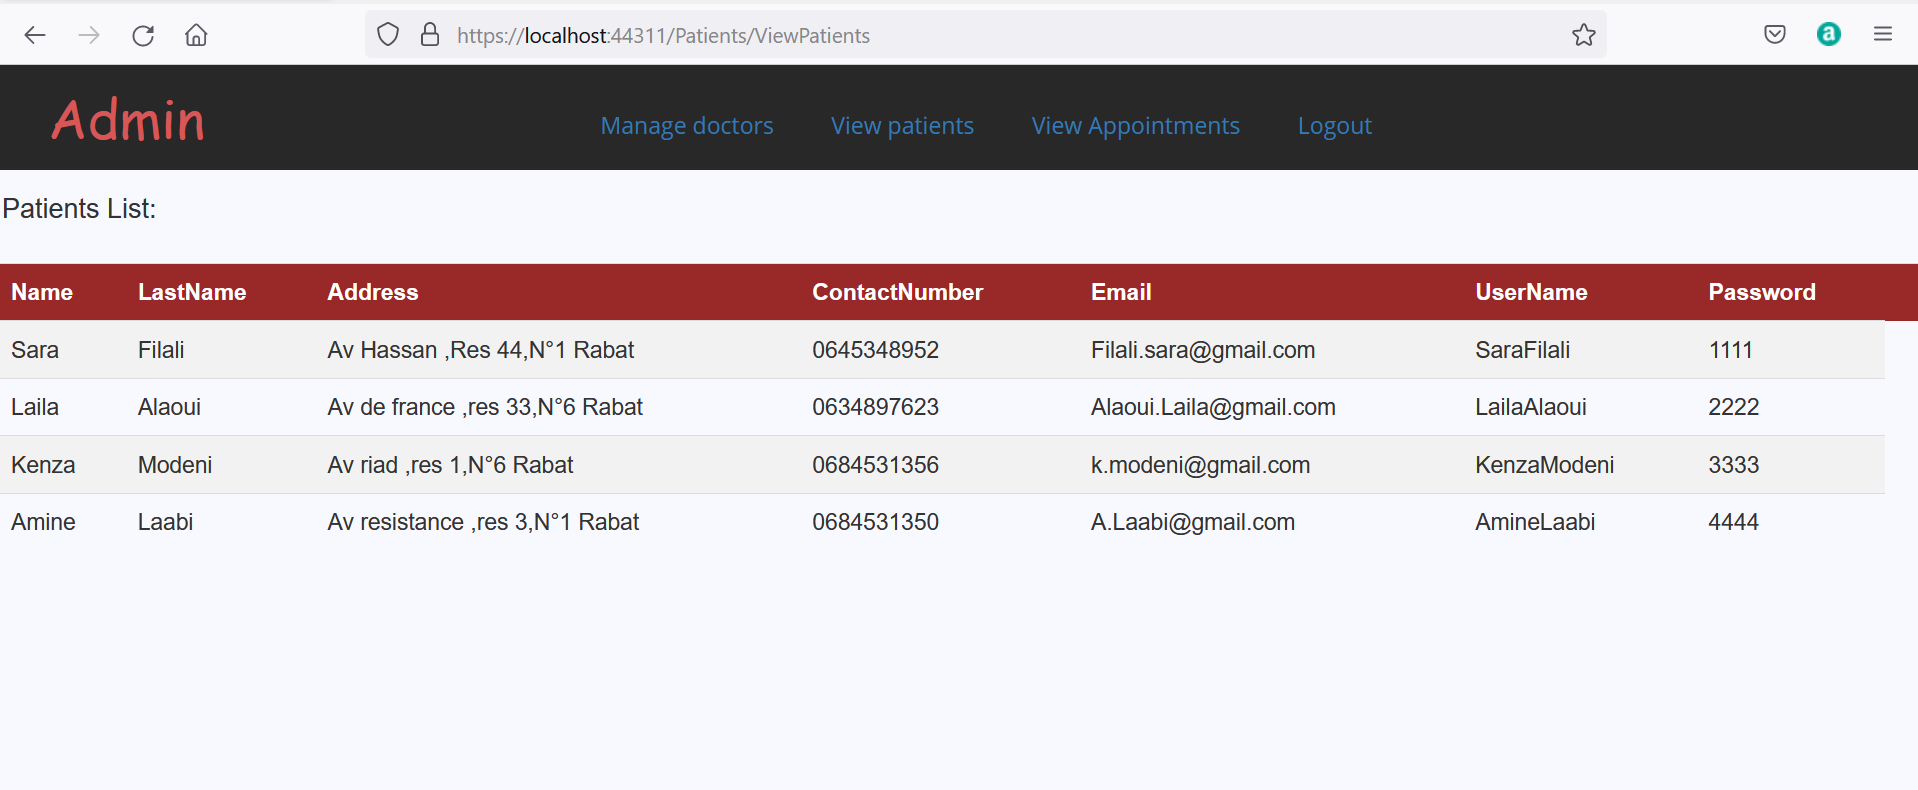 https://localhost:44311/Patients/ViewPatients
a
Admin Manage doctors View patients View Appointments Logout
Patients List:
Name LastName Address ContactNumber Email UserName Password
Sara Filali Av Hassan ,Res 44,N°1 Rabat 0645348952 Filali.sara@gmail.com SaraFilali 1111
Laila Alaoui Av de france ,res 33,N°6 Rabat 0634897623 Alaoui.Laila@gmail.com LailaAlaoui 2222
Kenza Modeni Av riad ,res 1,N°6 Rabat 0684531356 k.modeni@gmail.com KenzaModeni 3333
Amine Laabi Av resistance ,res 3,N°1 Rabat 0684531350 A.Laabi@gmail.com AmineLaabi 4444